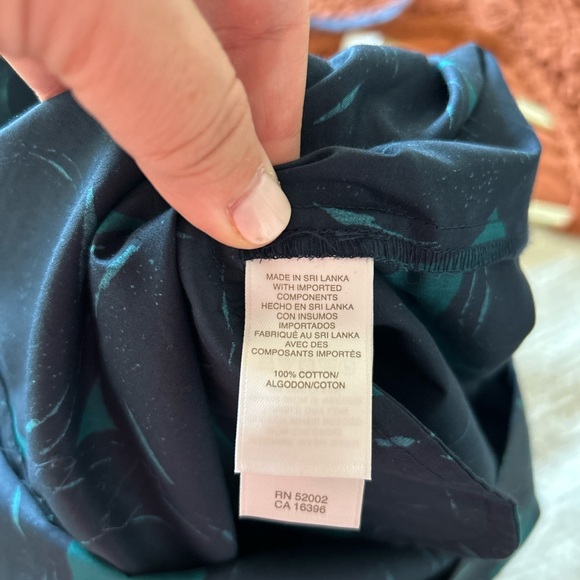 MADE IN SRI LANKA
WITH IMPORTED
COMPONENTS
HECHO EN SRI LANKA
CON INSUMOS
IMPORTADOS
FABRIQUÉ AU SRI LANKA
AVEC DES
COMPOSANTS IMPORTÉS
100% COTTON/
ALGODON/COTON
RN 52002
CA 16396